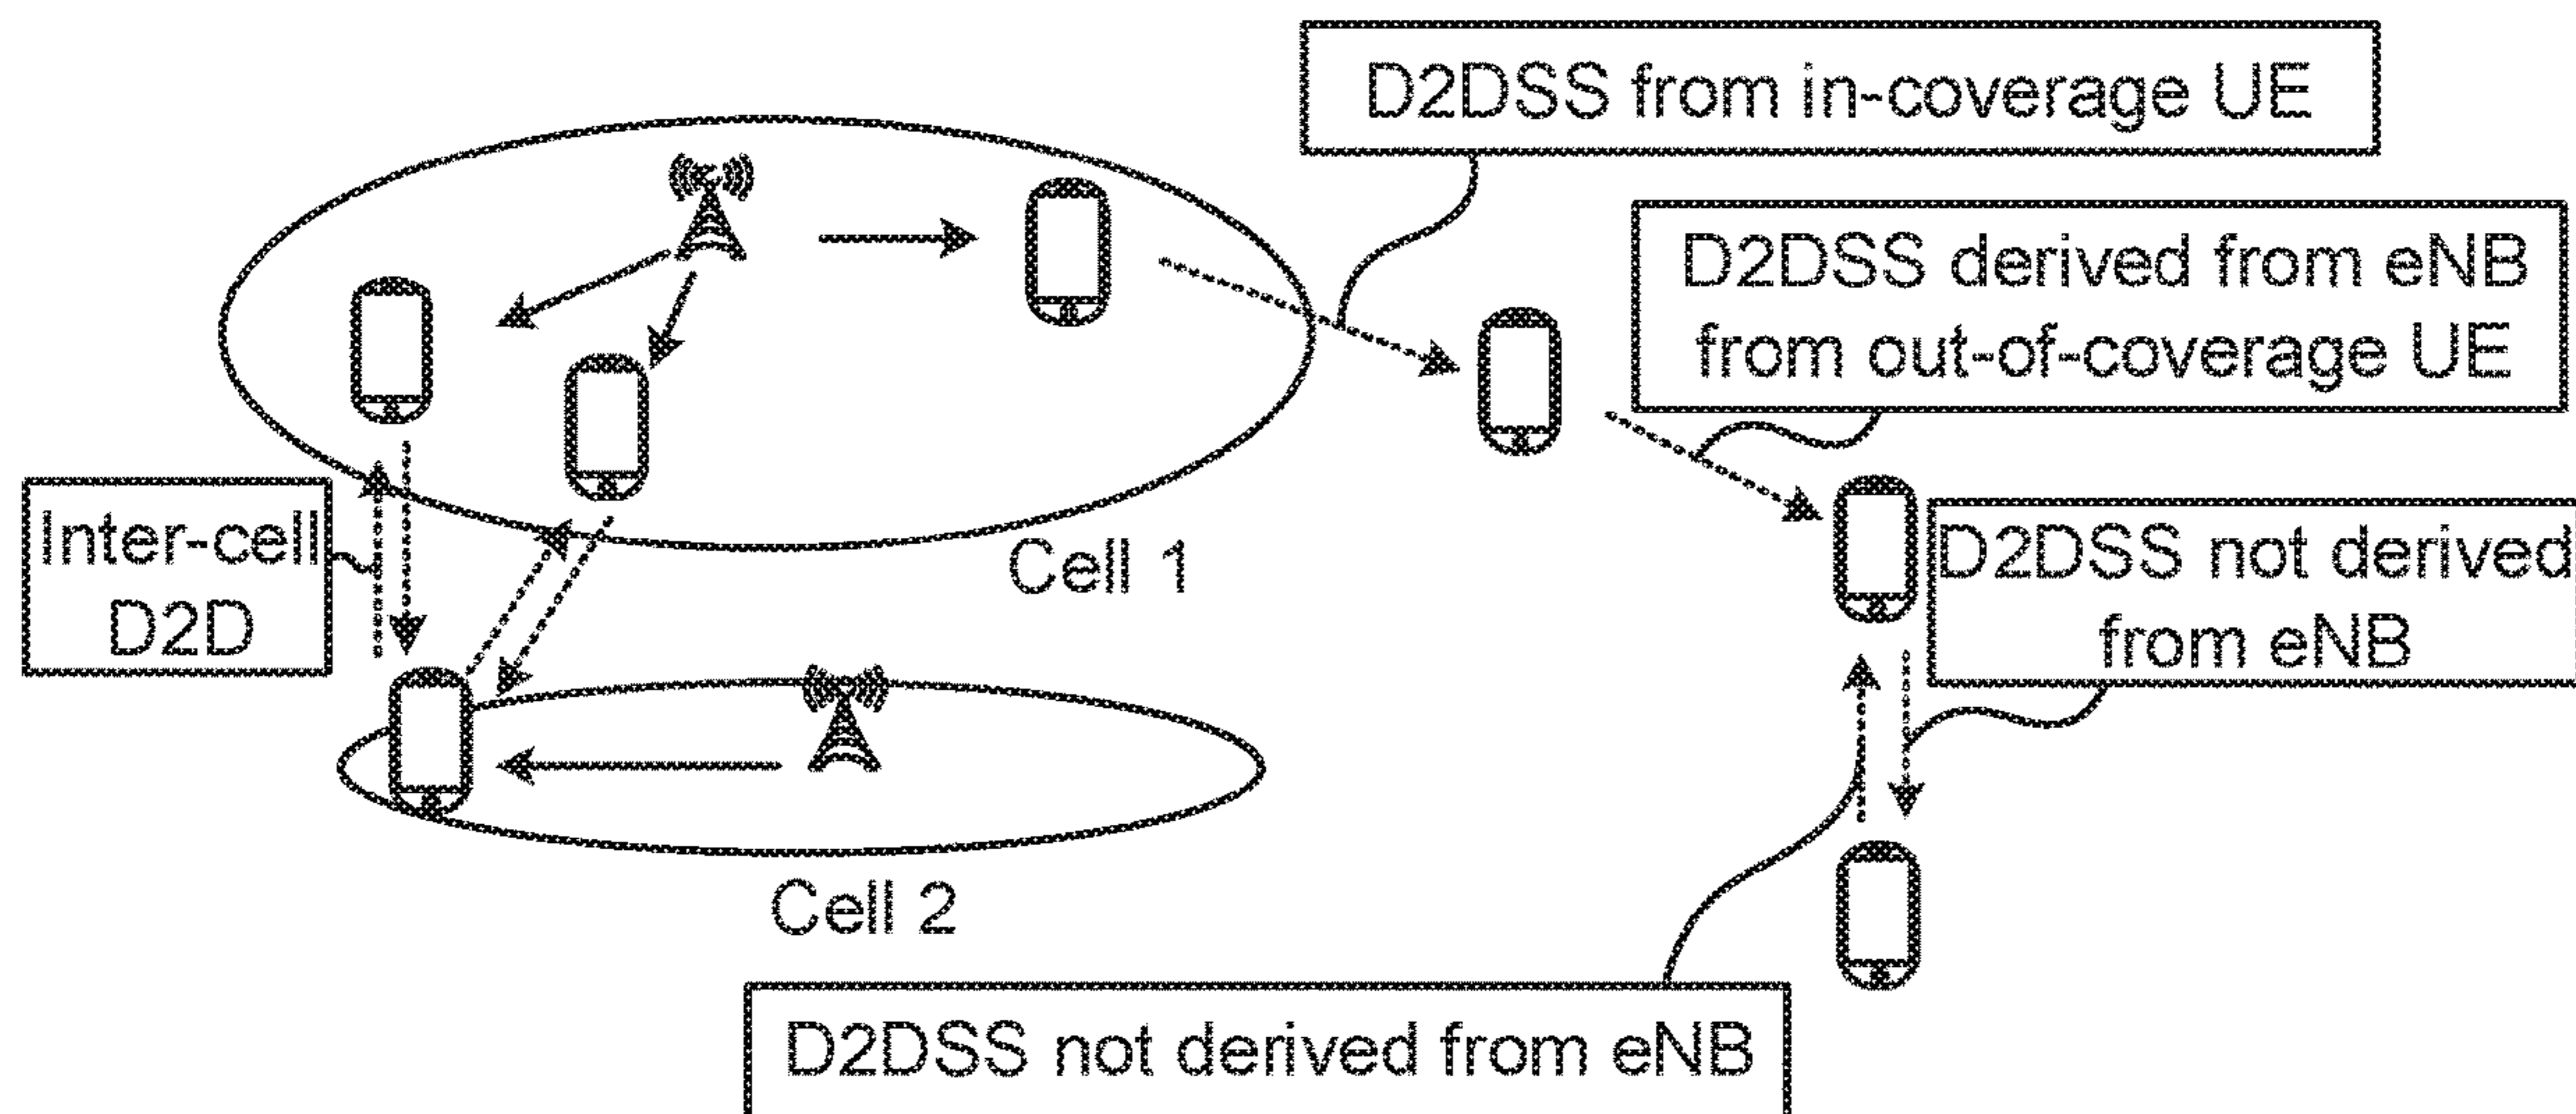 D2DSS from in-coverage UE
D2DSS derived from eNB
from out-of-coverage UE
Inter-cell
D2D
Cell 1
D2DSS not derived
from eNB
Cell 2
D2DSS not derived from eNB